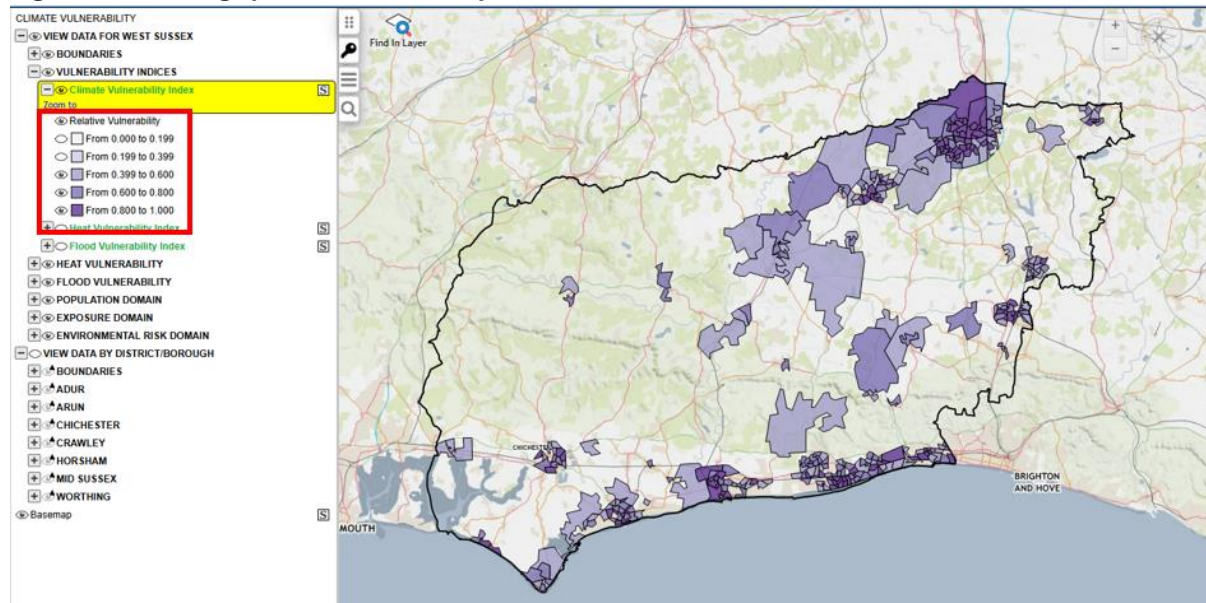 CLIMATE VULNERABILITY
VIEW DATA FOR WEST SUSSEX
BOUNDARIES
VULNERABILITY INDICES
Climate Vulnerability Index S
Zoom to
Relative Vulnerability
From 0.000 to 0.199
From 0.199 to 0.399
From 0.399 to 0.600
From 0.600 to 0.800
From 0.800 to 1.000
Heat Vulnerability Index S
Flood Vulnerability Index S
HEAT VULNERABILITY
FLOOD VULNERABILITY
POPULATION DOMAIN
EXPOSURE DOMAIN
ENVIRONMENTAL RISK DOMAIN
VIEW DATA BY DISTRICT/BOROUGH
BOUNDARIES
ADUR
ARUN
CHICHESTER
CRAWLEY
HORSHAM
MID SUSSEX
WORTHING
Basemap S
Find In Layer
CHICHESTER
BRIGHTON
AND HOVE
MOUTH